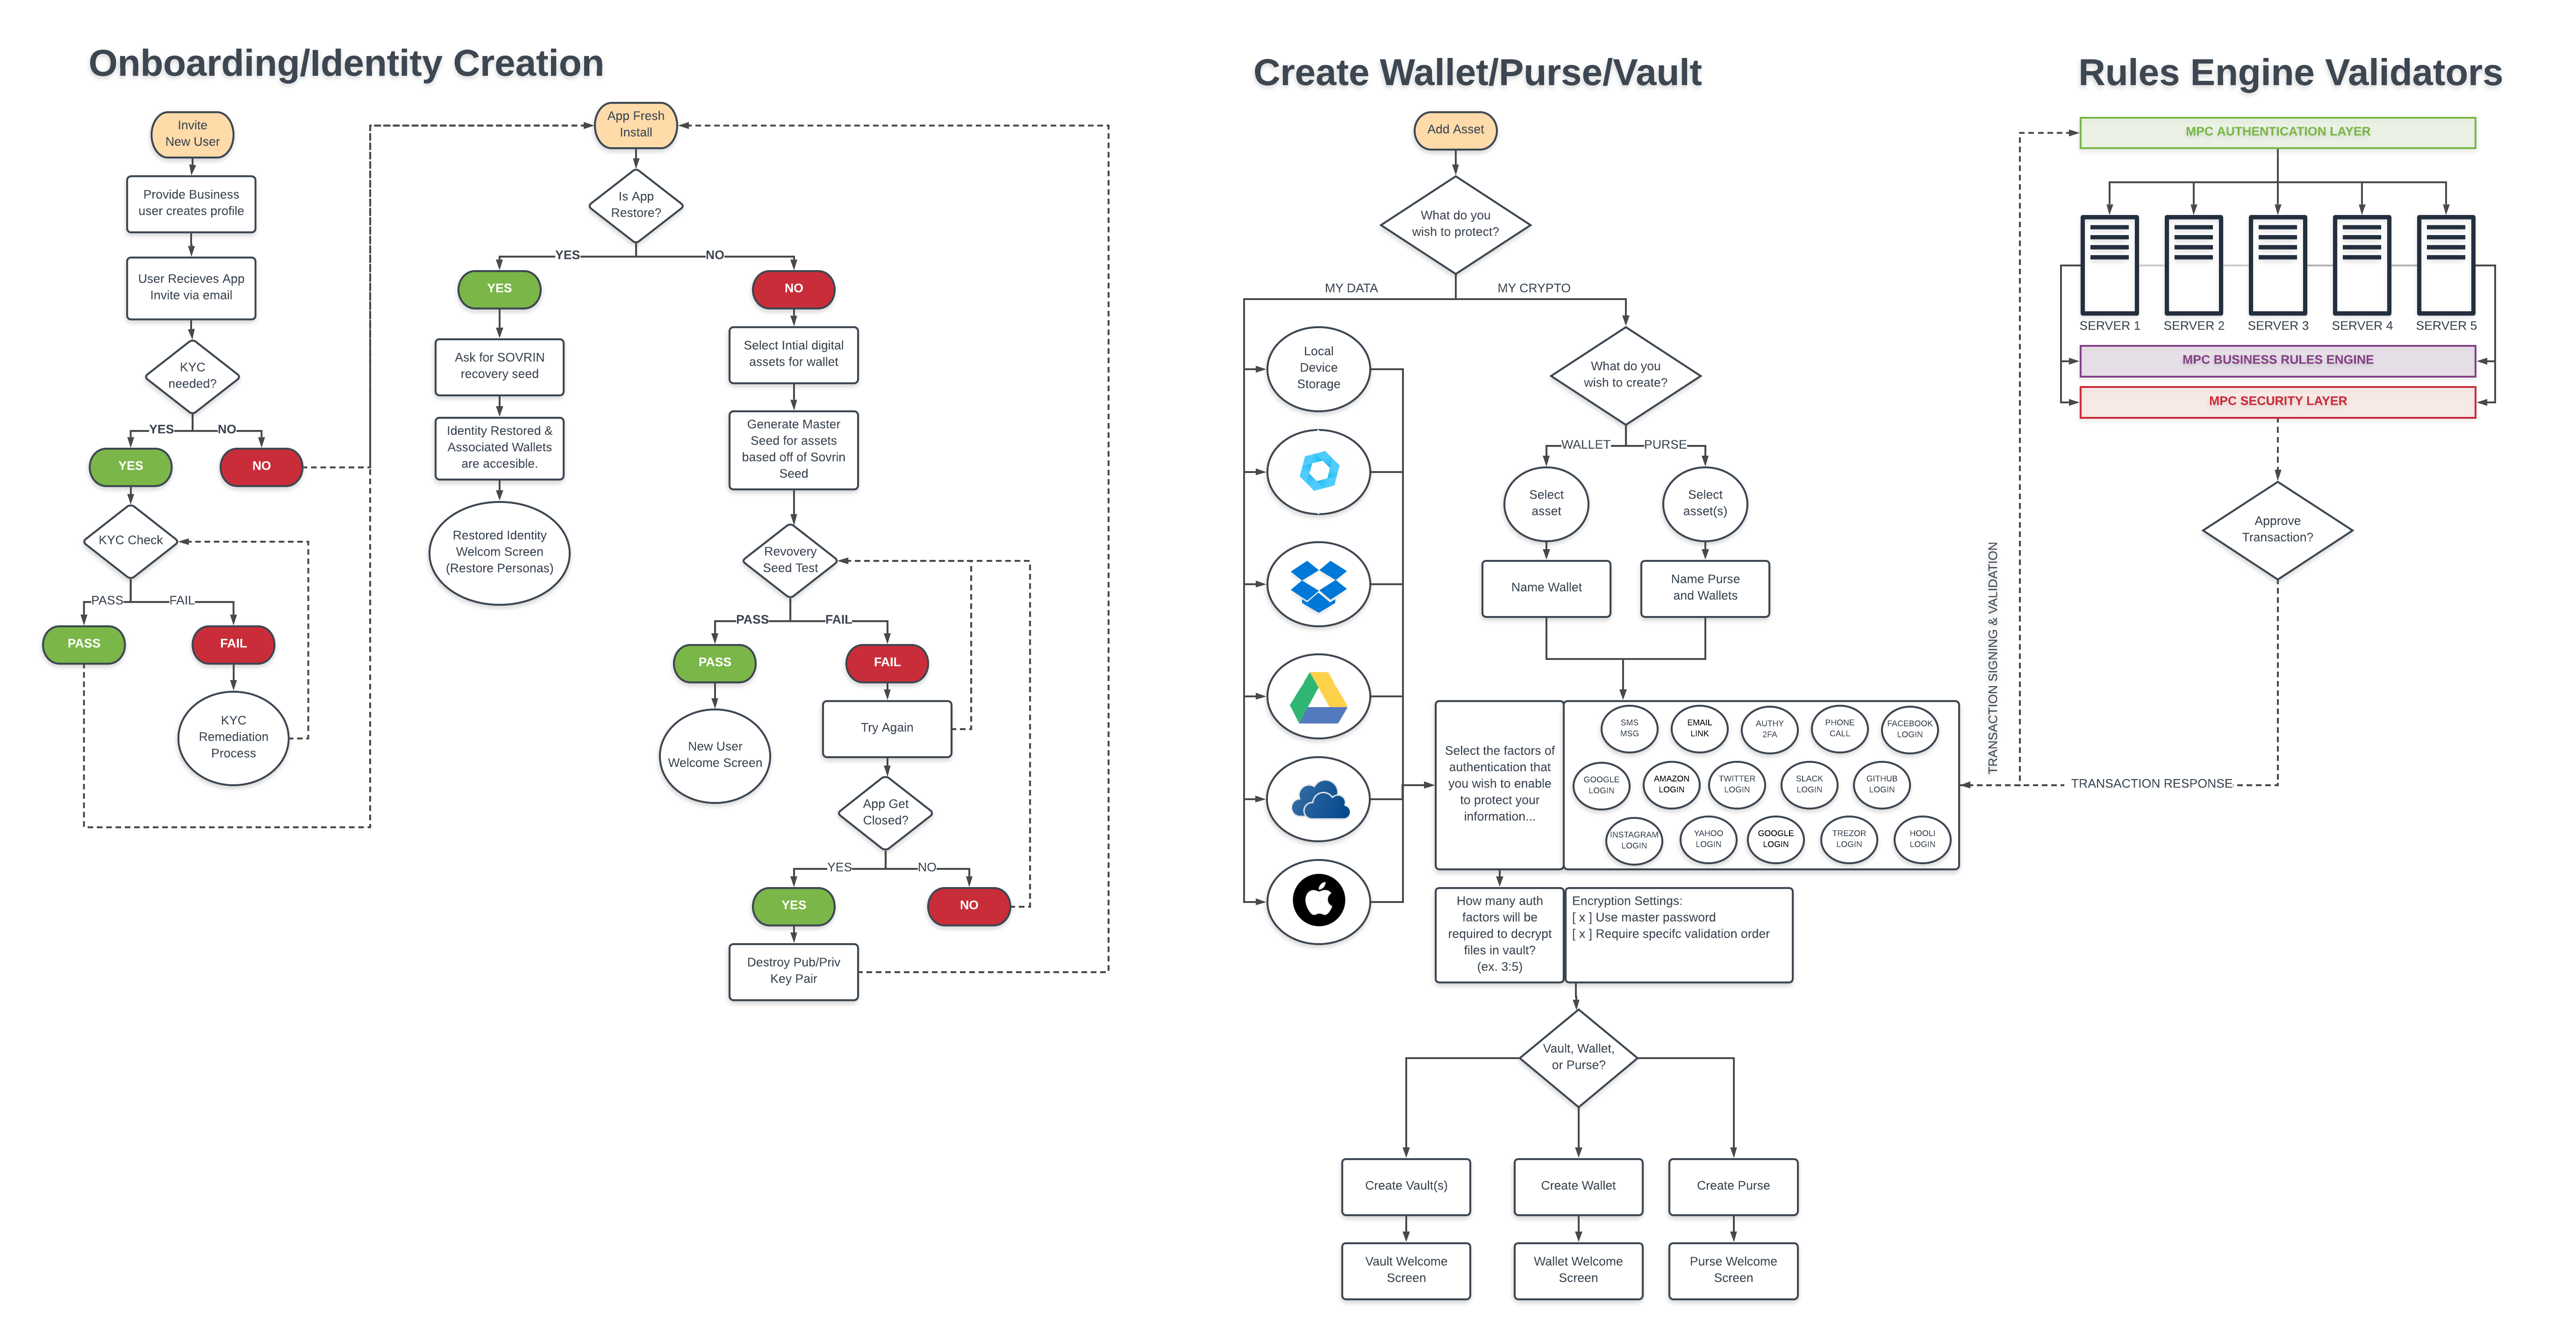 Onboarding/Identity Creation
Invite
New User
Provide Business
user creates profile
User Recieves App
Invite via email
KYC
needed?
YES
NO
YES
NO
KYC Check
PASS
FAIL
PASS
FAIL
KYC
Remediation
Process
App Fresh
Install
Is App
Restore?
YES
NO
YES
NO
Ask for SOVRIN
recovery seed
Identity Restored &
Associated Wallets
are accesible.
Restored Identity
Welcom Screen
(Restore Personas)
Select Intial digital
assets for wallet
Generate Master
Seed for assets
based off of Sovrin
Seed
Revovery
Seed Test
PASS
FAIL
PASS
FAIL
New User
Welcome Screen
Try Again
App Get
Closed?
YES
NO
YES
NO
Destroy Pub/Priv
Key Pair
Create Wallet/Purse/Vault
Add Asset
What do you
wish to protect?
MY DATA
MY CRYPTO
Local
Device
Storage
What do you
wish to create?
WALLET
PURSE
Select
asset
Select
asset(s)
Name Wallet
Name Purse
and Wallets
Select the factors of
authentication that
you wish to enable
to protect your
information...
SMS
MSG
EMAIL
LINK
AUTHY
2FA
PHONE
CALL
FACEBOOK
LOGIN
GOOGLE
LOGIN
AMAZON
LOGIN
TWITTER
LOGIN
SLACK
LOGIN
GITHUB
LOGIN
INSTAGRAM
LOGIN
YAHOO
LOGIN
GOOGLE
LOGIN
TREZOR
LOGIN
HOOLI
LOGIN
How many auth
factors will be
required to decrypt
files in vault?
(ex. 3:5)
Encryption Settings:
[ x ] Use master password
[ x ] Require specifc validation order
Vault, Wallet,
or Purse?
Create Vault(s)
Create Wallet
Create Purse
Vault Welcome
Screen
Wallet Welcome
Screen
Purse Welcome
Screen
Rules Engine Validators
MPC AUTHENTICATION LAYER
SERVER 1
SERVER 2
SERVER 3
SERVER 4
SERVER 5
MPC BUSINESS RULES ENGINE
MPC SECURITY LAYER
Approve
Transaction?
TRANSACTION SIGNING & VALIDATION
TRANSACTION RESPONSE